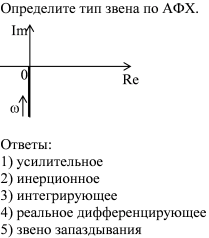 Определите тип звена по АФХ.
Im
0
Re
ω
Ответы:
1) усилительное
2) инерционное
3) интегрирующее
4) реальное дифференцирующее
5) звено запаздывания